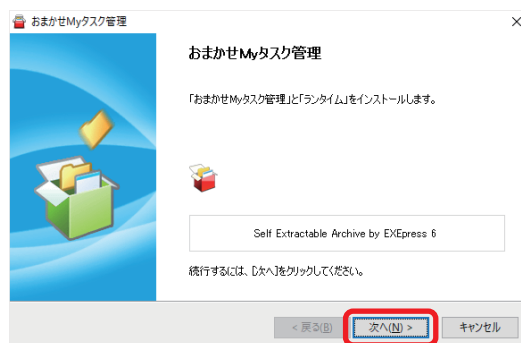 おまかせMyタスク管理
おまかせMyタスク管理
「おまかせMyタスク管理」と「ランタイム」をインストールします。
Self Extractable Archive by EXEpress 6
続行するには、[次へ]をクリックしてください。
< 戻る(B)
次へ(N) >
キャンセル